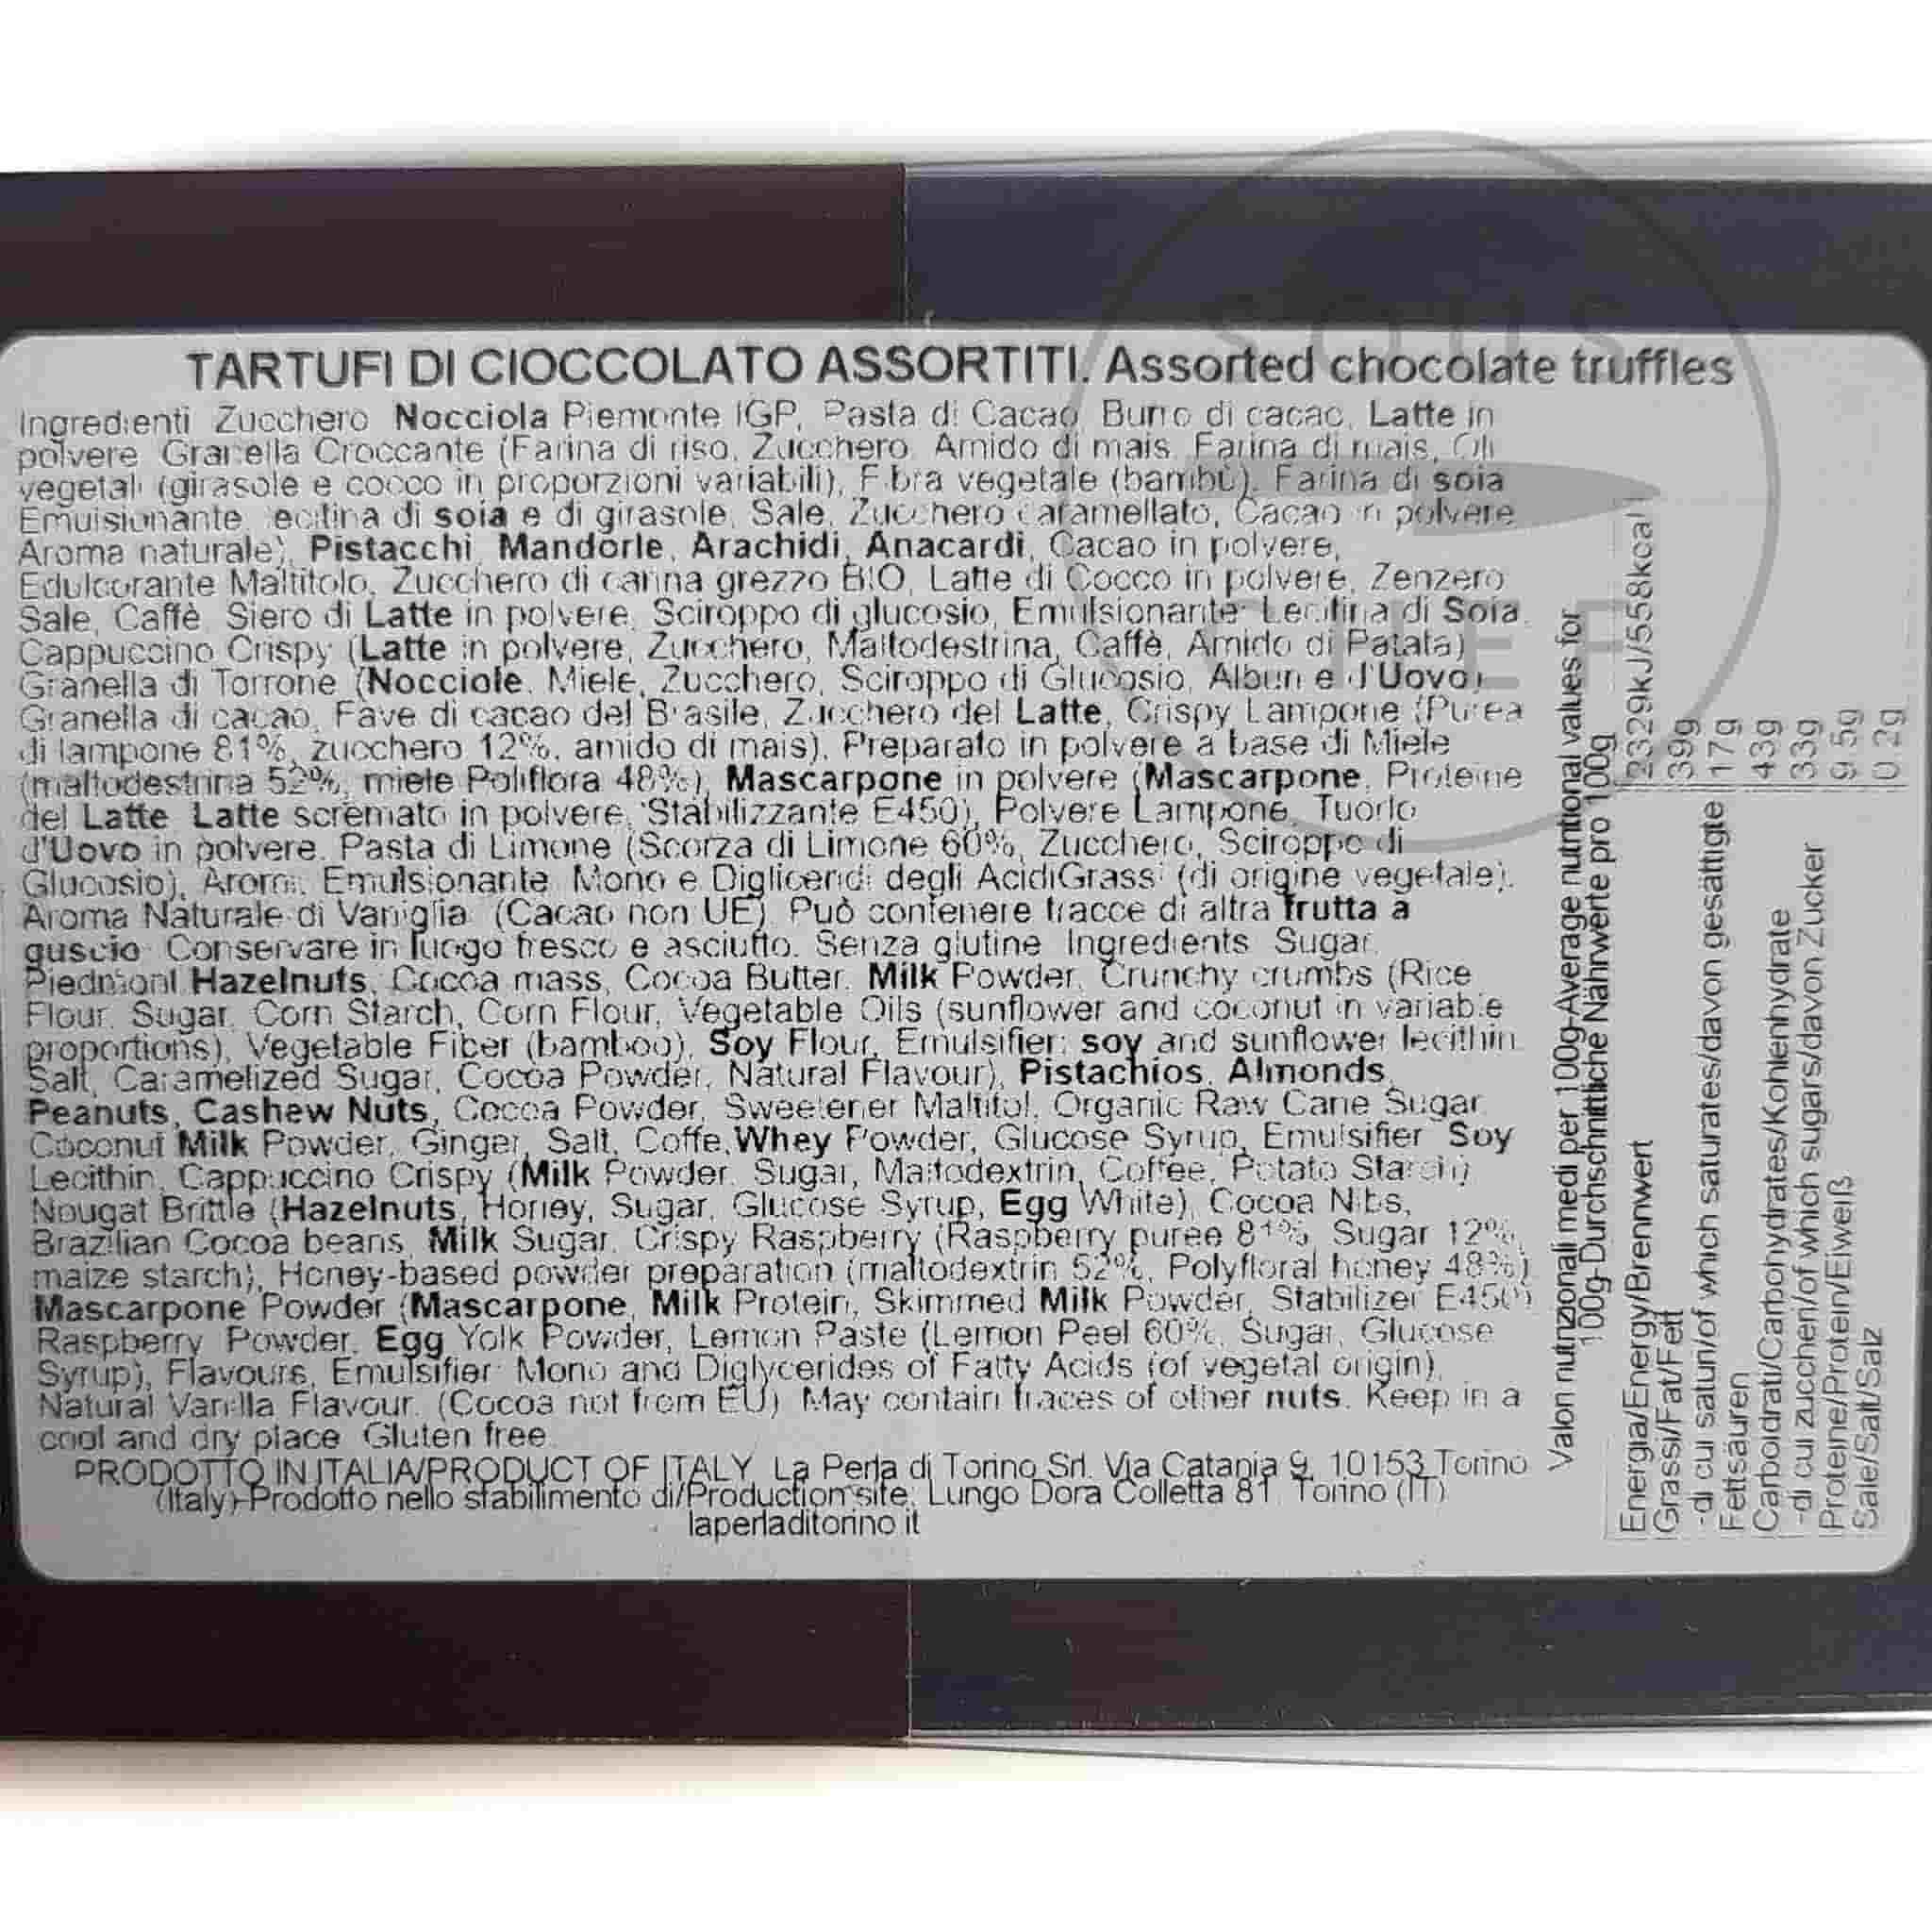 TARTUFI DI CIOCCOLATO ASSORTITI. Assorted chocolate truffles
Ingredienti Zucchero Nocciola Piemonte IGP, Pasta di Cacao Burro di cacao, Latte in
polvere Granella Croccante (Farina di riso, Zucchero, Amido di mais, Farina di mais, Oli
vegetali (girasole e cocco in proporzioni variabili), Fibra vegetale (bambù), Farina di soia
Emulsionante lecitina di soia e di girasole, Sale, Zucchero caramellato, Cacao in polvere
Aroma naturale), Pistacchi, Mandorle, Arachidi, Anacardi, Cacao in polvere,
Edulcorante Maltitolo, Zucchero di canna grezzo BIO, Latte di Cocco in polvere, Zenzero
Sale, Caffè, Siero di Latte in polvere, Sciroppo di glucosio, Emulsionante: Lecitina di Soia
Cappuccino Crispy (Latte in polvere, Zucchero, Maltodestrina, Caffè, Amido di Patata)
Granella di Torrone (Nocciole, Miele, Zucchero, Sciroppo di Glucosio, Albume d'Uovo)
Granella di cacao, Fave di cacao del Brasile, Zucchero del Latte, Crispy Lampone (Purea
di lampone 81%, zucchero 12%, amido di mais), Preparato in polvere a base di Miele
(maltodestrina 52%, miele Poliflora 48%), Mascarpone in polvere (Mascarpone, Proteine
del Latte Latte scremato in polvere, Stabilizzante E450), Polvere Lampone, Tuorlo
d'Uovo in polvere, Pasta di Limone (Scorza di Limone 60%, Zucchero, Sciroppo di
Glucosio), Aromi, Emulsionante Mono e Digliceridi degli AcidiGrassi (di origine vegetale),
Aroma Naturale di Vaniglia (Cacao non UE) Può contenere tracce di altra frutta a
guscio Conservare in luogo fresco e asciutto. Senza glutine Ingredients Sugar,
Piedmont Hazelnuts, Cocoa mass, Cocoa Butter, Milk Powder, Crunchy crumbs (Rice
Flour, Sugar, Corn Starch, Corn Flour, Vegetable Oils (sunflower and coconut in variable
proportions), Vegetable Fiber (bamboo), Soy Flour, Emulsifier: soy and sunflower lecithin
Salt, Caramelized Sugar, Cocoa Powder, Natural Flavour), Pistachios, Almonds,
Peanuts, Cashew Nuts, Cocoa Powder, Sweetener Maltitol, Organic Raw Cane Sugar
Coconut Milk Powder, Ginger, Salt, Coffe, Whey Powder, Glucose Syrup, Emulsifier Soy
Lecithin, Cappuccino Crispy (Milk Powder, Sugar, Maltodextrin, Coffee, Potato Starch)
Nougat Brittle (Hazelnuts, Honey, Sugar, Glucose Syrup, Egg White), Cocoa Nibs,
Brazilian Cocoa beans, Milk Sugar, Crispy Raspberry (Raspberry puree 81%, Sugar 12%,
maize starch), Honey-based powder preparation (maltodextrin 52%, Polyfloral honey 48%)
Mascarpone Powder (Mascarpone, Milk Protein, Skimmed Milk Powder, Stabilizer E450)
Raspberry Powder, Egg Yolk Powder, Lemon Paste (Lemon Peel 60%, Sugar, Glucose
Syrup), Flavours, Emulsifier Mono and Diglycerides of Fatty Acids (of vegetal origin),
Natural Vanilla Flavour. (Cocoa not from EU) May contain traces of other nuts. Keep in a
cool and dry place Gluten free
PRODOTTO IN ITALIA/PRODUCT OF ITALY La Perla di Torino Srl. Via Catania 9, 10153 Torino
(Italy)-Prodotto nello stabilimento di/Production site: Lungo Dora Colletta 81 Torino (IT)
laperladitorino.it
Valori nutrizionali medi per 100g-Average nutritional values for
100g-Durchschnittliche Nährwerte pro 100g
Energia/Energy/Brennwert 2329kJ/558kcal
Grassi/Fat/Fett 39g
-di cui saturi/of which saturates/davon gesättigte 17g
Fettsäuren
Carboidrati/Carbohydrates/Kohlenhydrate 43g
-di cui zuccheri/of which sugars/davon Zucker 33g
Proteine/Protein/Eiweiß 9.5g
Sale/Salt/Salz 0.2g
SOUS
CHEF